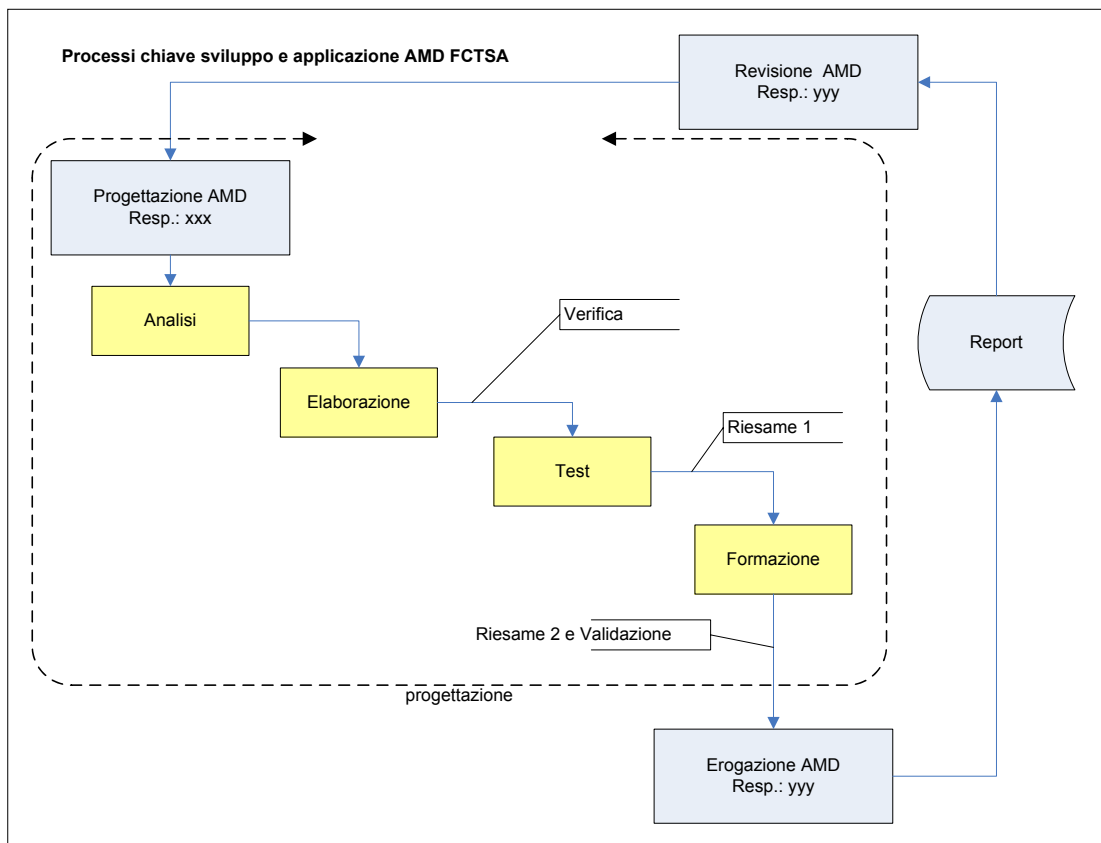 Processi chiave sviluppo e applicazione AMD FCTSA
Revisione AMD
Resp.: yyy
Progettazione AMD
Resp.: xxx
Analisi
Verifica
Report
Elaborazione
Riesame 1
Test
Formazione
Riesame 2 e Validazione
progettazione
Erogazione AMD
Resp.: yyy